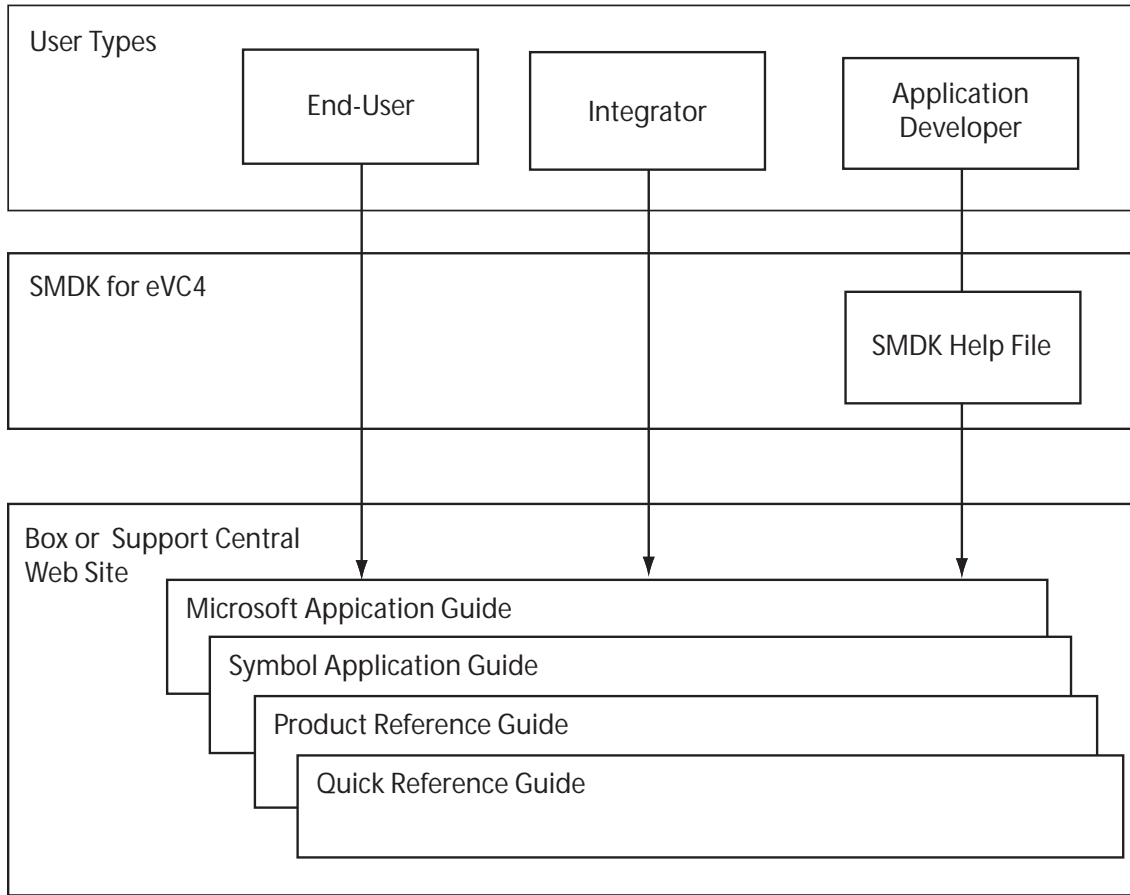 User Types
End-User
Integrator
Application
Developer
SMDK for eVC4
SMDK Help File
Box or Support Central
Web Site
Microsoft Appication Guide
Symbol Application Guide
Product Reference Guide
Quick Reference Guide